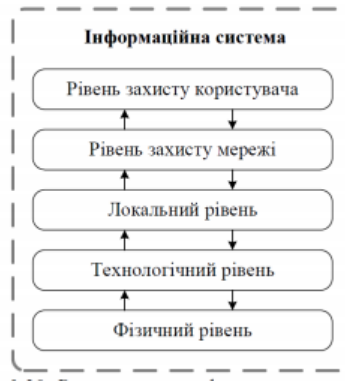 Інформаційна система
Рівень захисту користувача
Рівень захисту мережі
Локальний рівень
Технологічний рівень
Фізичний рівень